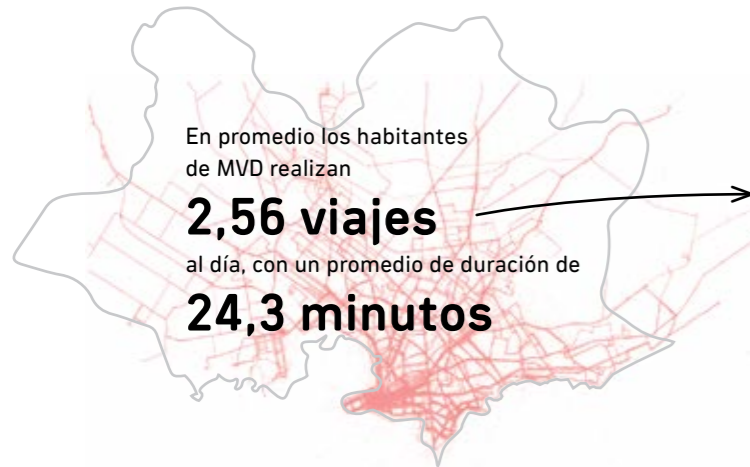 En promedio los habitantes
de MVD realizan
2,56 viajes
al día, con un promedio de duración de
24,3 minutos